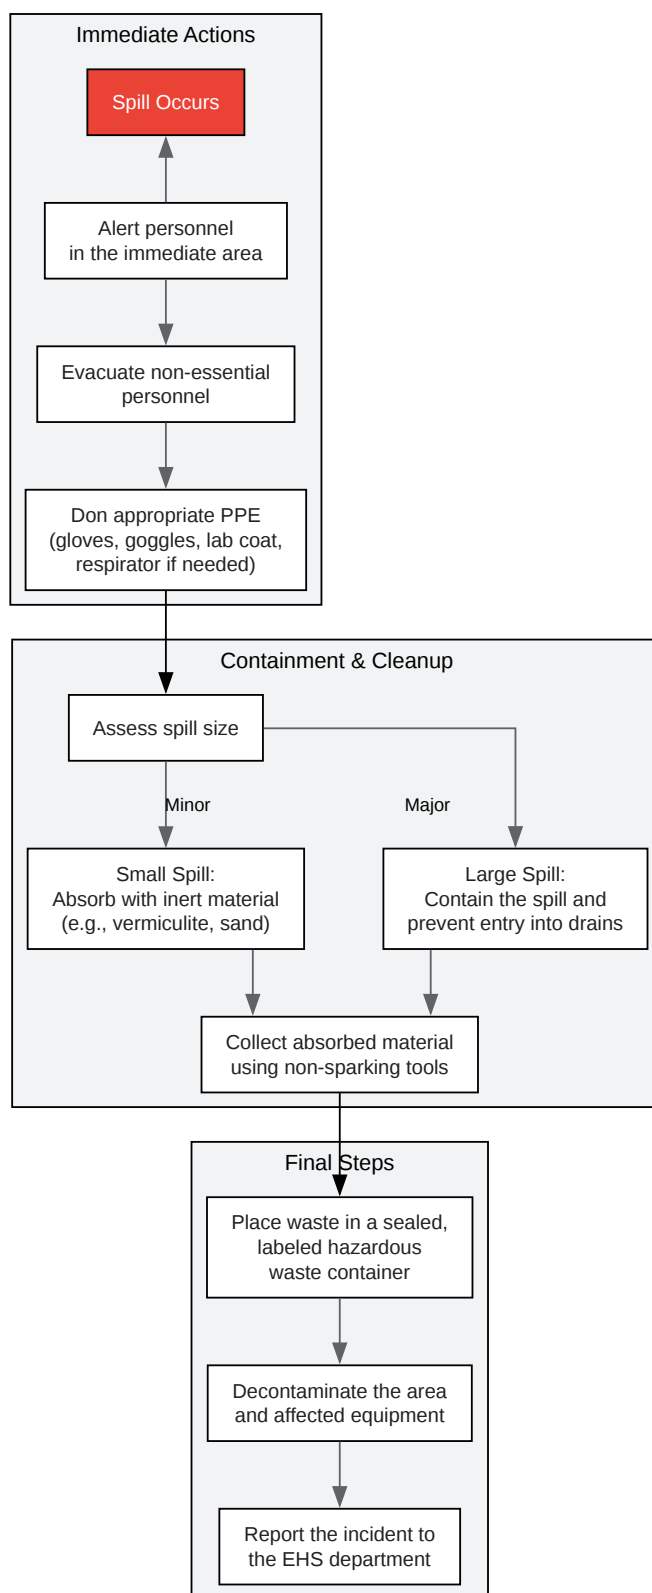 Immediate Actions
Spill Occurs
Alert personnel
in the immediate area
Evacuate non-essential
personnel
Don appropriate PPE
(gloves, goggles, lab coat,
respirator if needed)
Containment & Cleanup
Assess spill size
Minor
Major
Small Spill:
Absorb with inert material
(e.g., vermiculite, sand)
Large Spill:
Contain the spill and
prevent entry into drains
Collect absorbed material
using non-sparking tools
Final Steps
Place waste in a sealed,
labeled hazardous
waste container
Decontaminate the area
and affected equipment
Report the incident to
the EHS department